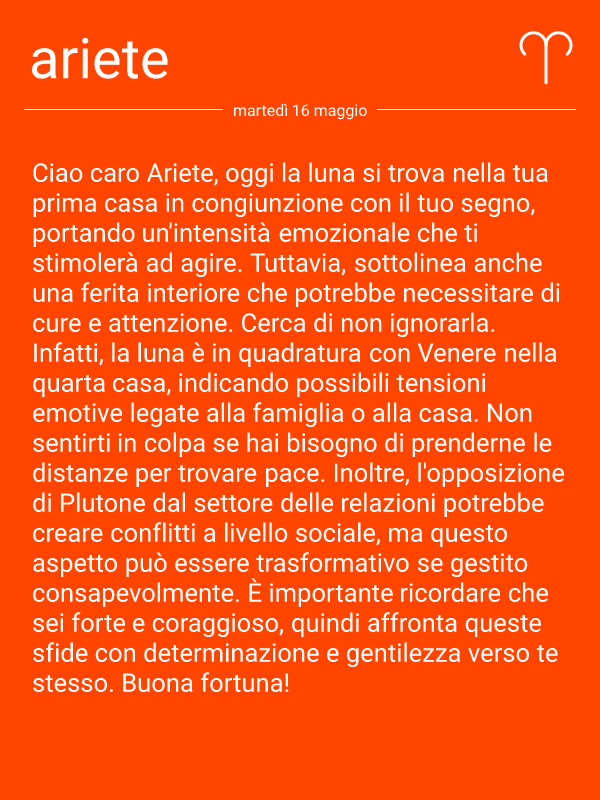 ariete
martedì 16 maggio
Ciao caro Ariete, oggi la luna si trova nella tua
prima casa in congiunzione con il tuo segno,
portando un'intensità emozionale che ti
stimolerà ad agire. Tuttavia, sottolinea anche
una ferita interiore che potrebbe necessitare di
cure e attenzione. Cerca di non ignorarla.
Infatti, la luna è in quadratura con Venere nella
quarta casa, indicando possibili tensioni
emotive legate alla famiglia o alla casa. Non
sentirti in colpa se hai bisogno di prenderne le
distanze per trovare pace. Inoltre, l'opposizione
di Plutone dal settore delle relazioni potrebbe
creare conflitti a livello sociale, ma questo
aspetto può essere trasformativo se gestito
consapevolmente. È importante ricordare che
sei forte e coraggioso, quindi affronta queste
sfide con determinazione e gentilezza verso te
stesso. Buona fortuna!